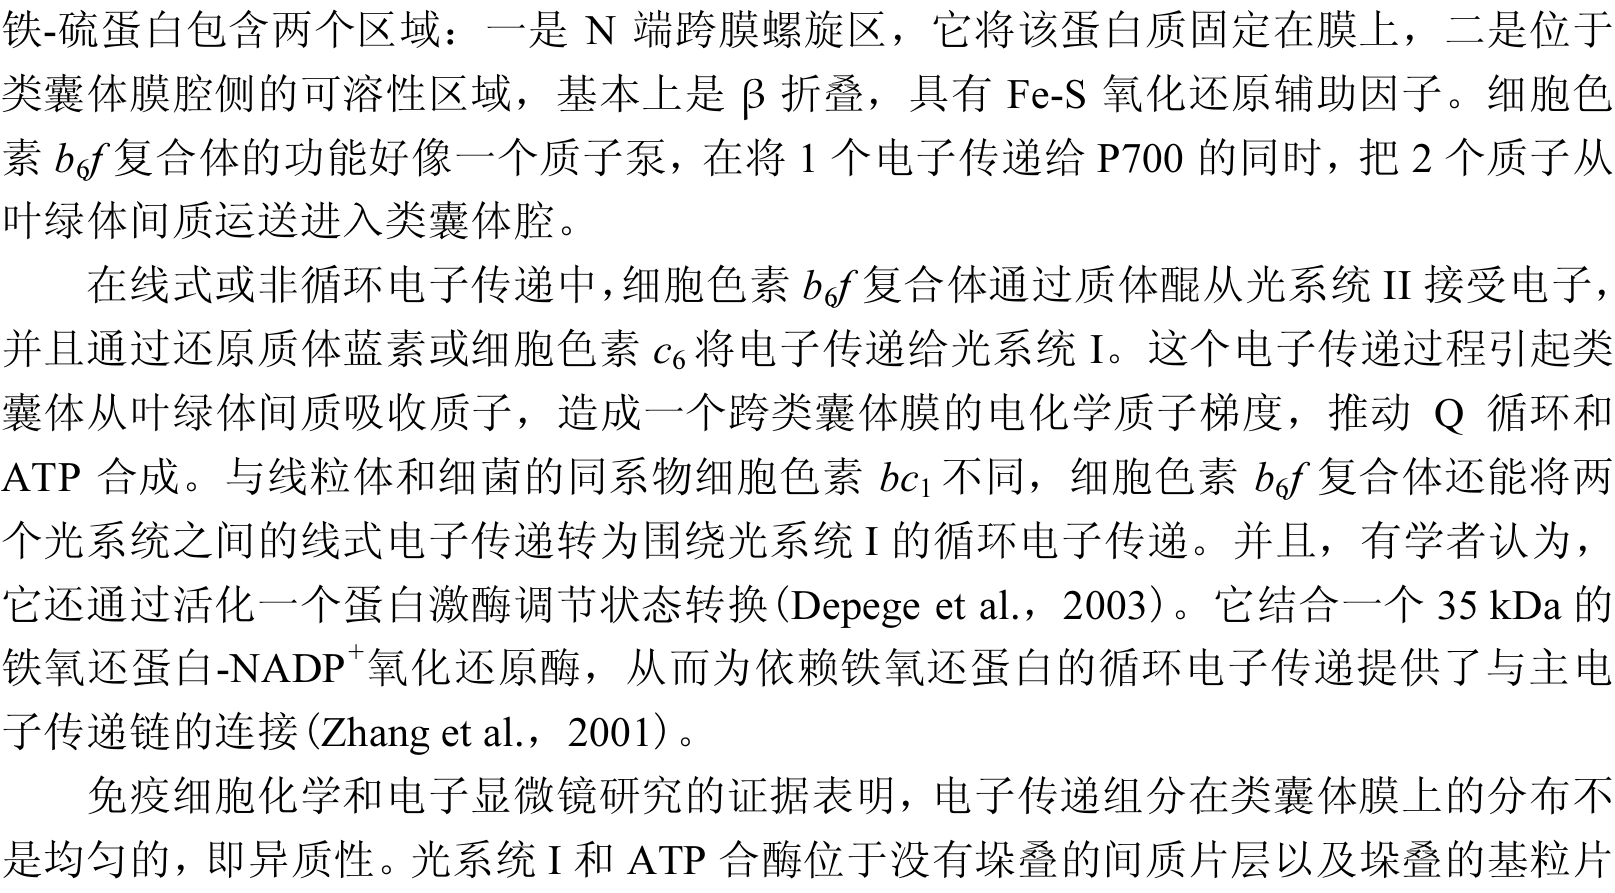 铁-硫蛋白包含两个区域：一是 N 端跨膜螺旋区，它将该蛋白质固定在膜上，二是位于
类囊体膜腔侧的可溶性区域，基本上是 β 折叠，具有 Fe-S 氧化还原辅助因子。细胞色
素 b₆f 复合体的功能好像一个质子泵，在将 1 个电子传递给 P700 的同时，把 2 个质子从
叶绿体间质运送进入类囊体腔。
在线式或非循环电子传递中，细胞色素 b₆f 复合体通过质体醌从光系统 II 接受电子，
并且通过还原质体蓝素或细胞色素 c₆ 将电子传递给光系统 I。这个电子传递过程引起类
囊体从叶绿体间质吸收质子，造成一个跨类囊体膜的电化学质子梯度，推动 Q 循环和
ATP 合成。与线粒体和细菌的同系物细胞色素 bc₁ 不同，细胞色素 b₆f 复合体还能将两
个光系统之间的线式电子传递转为围绕光系统 I 的循环电子传递。并且，有学者认为，
它还通过活化一个蛋白激酶调节状态转换(Depege et al.，2003)。它结合一个 35 kDa 的
铁氧还蛋白-NADP⁺氧化还原酶，从而为依赖铁氧还蛋白的循环电子传递提供了与主电
子传递链的连接(Zhang et al.，2001)。
免疫细胞化学和电子显微镜研究的证据表明，电子传递组分在类囊体膜上的分布不
是均匀的，即异质性。光系统 I 和 ATP 合酶位于没有垛叠的间质片层以及垛叠的基粒片